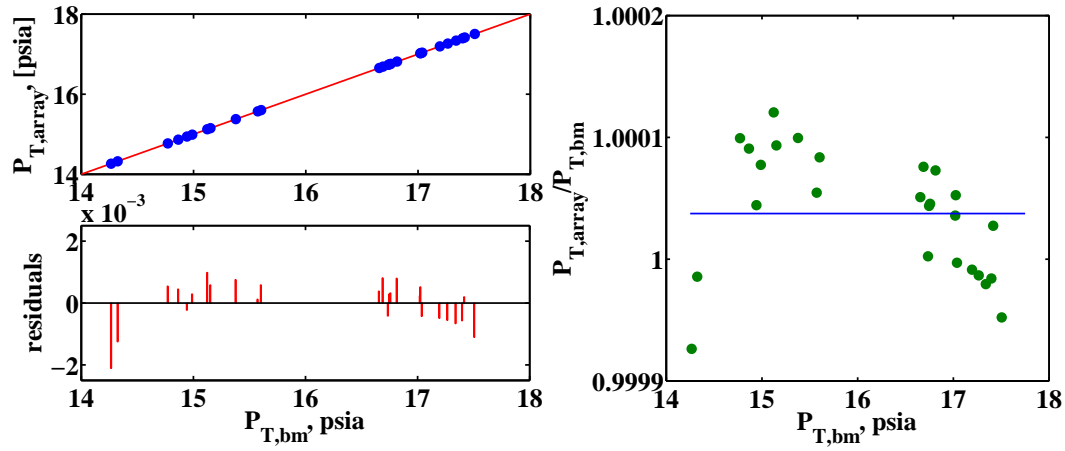 18
16
14
P_T,array, [psia]
14 15 16 17 18
x 10^−3
2
0
−2
residuals
14 15 16 17 18
P_T,bm, psia
1.0002
1.0001
1
0.9999
P_T,array/P_T,bm
14 15 16 17 18
P_T,bm, psia